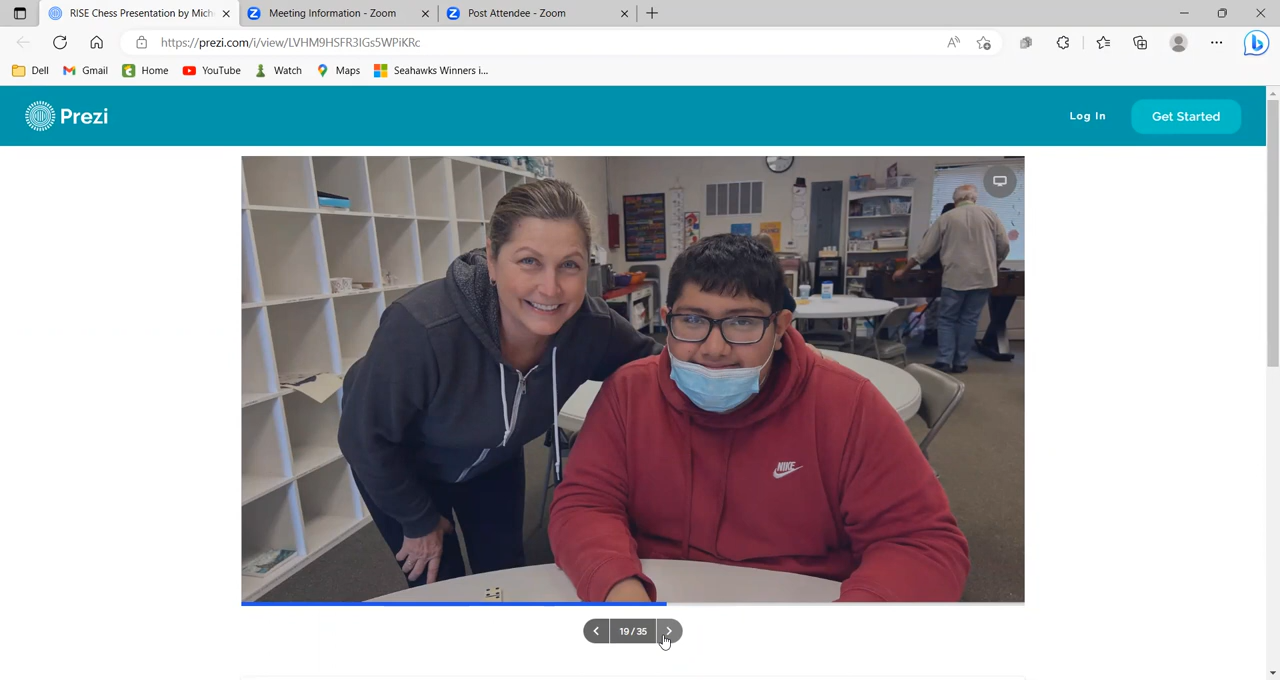 RISE Chess Presentation by Mich
Meeting Information - Zoom
Post Attendee - Zoom
https://prezi.com/i/view/LVHM9HSFR3IGs5WPiKRc
Dell
Gmail
Home
YouTube
Watch
Maps
Seahawks Winners i...
Prezi
Log In
Get Started
NIKE
19/35